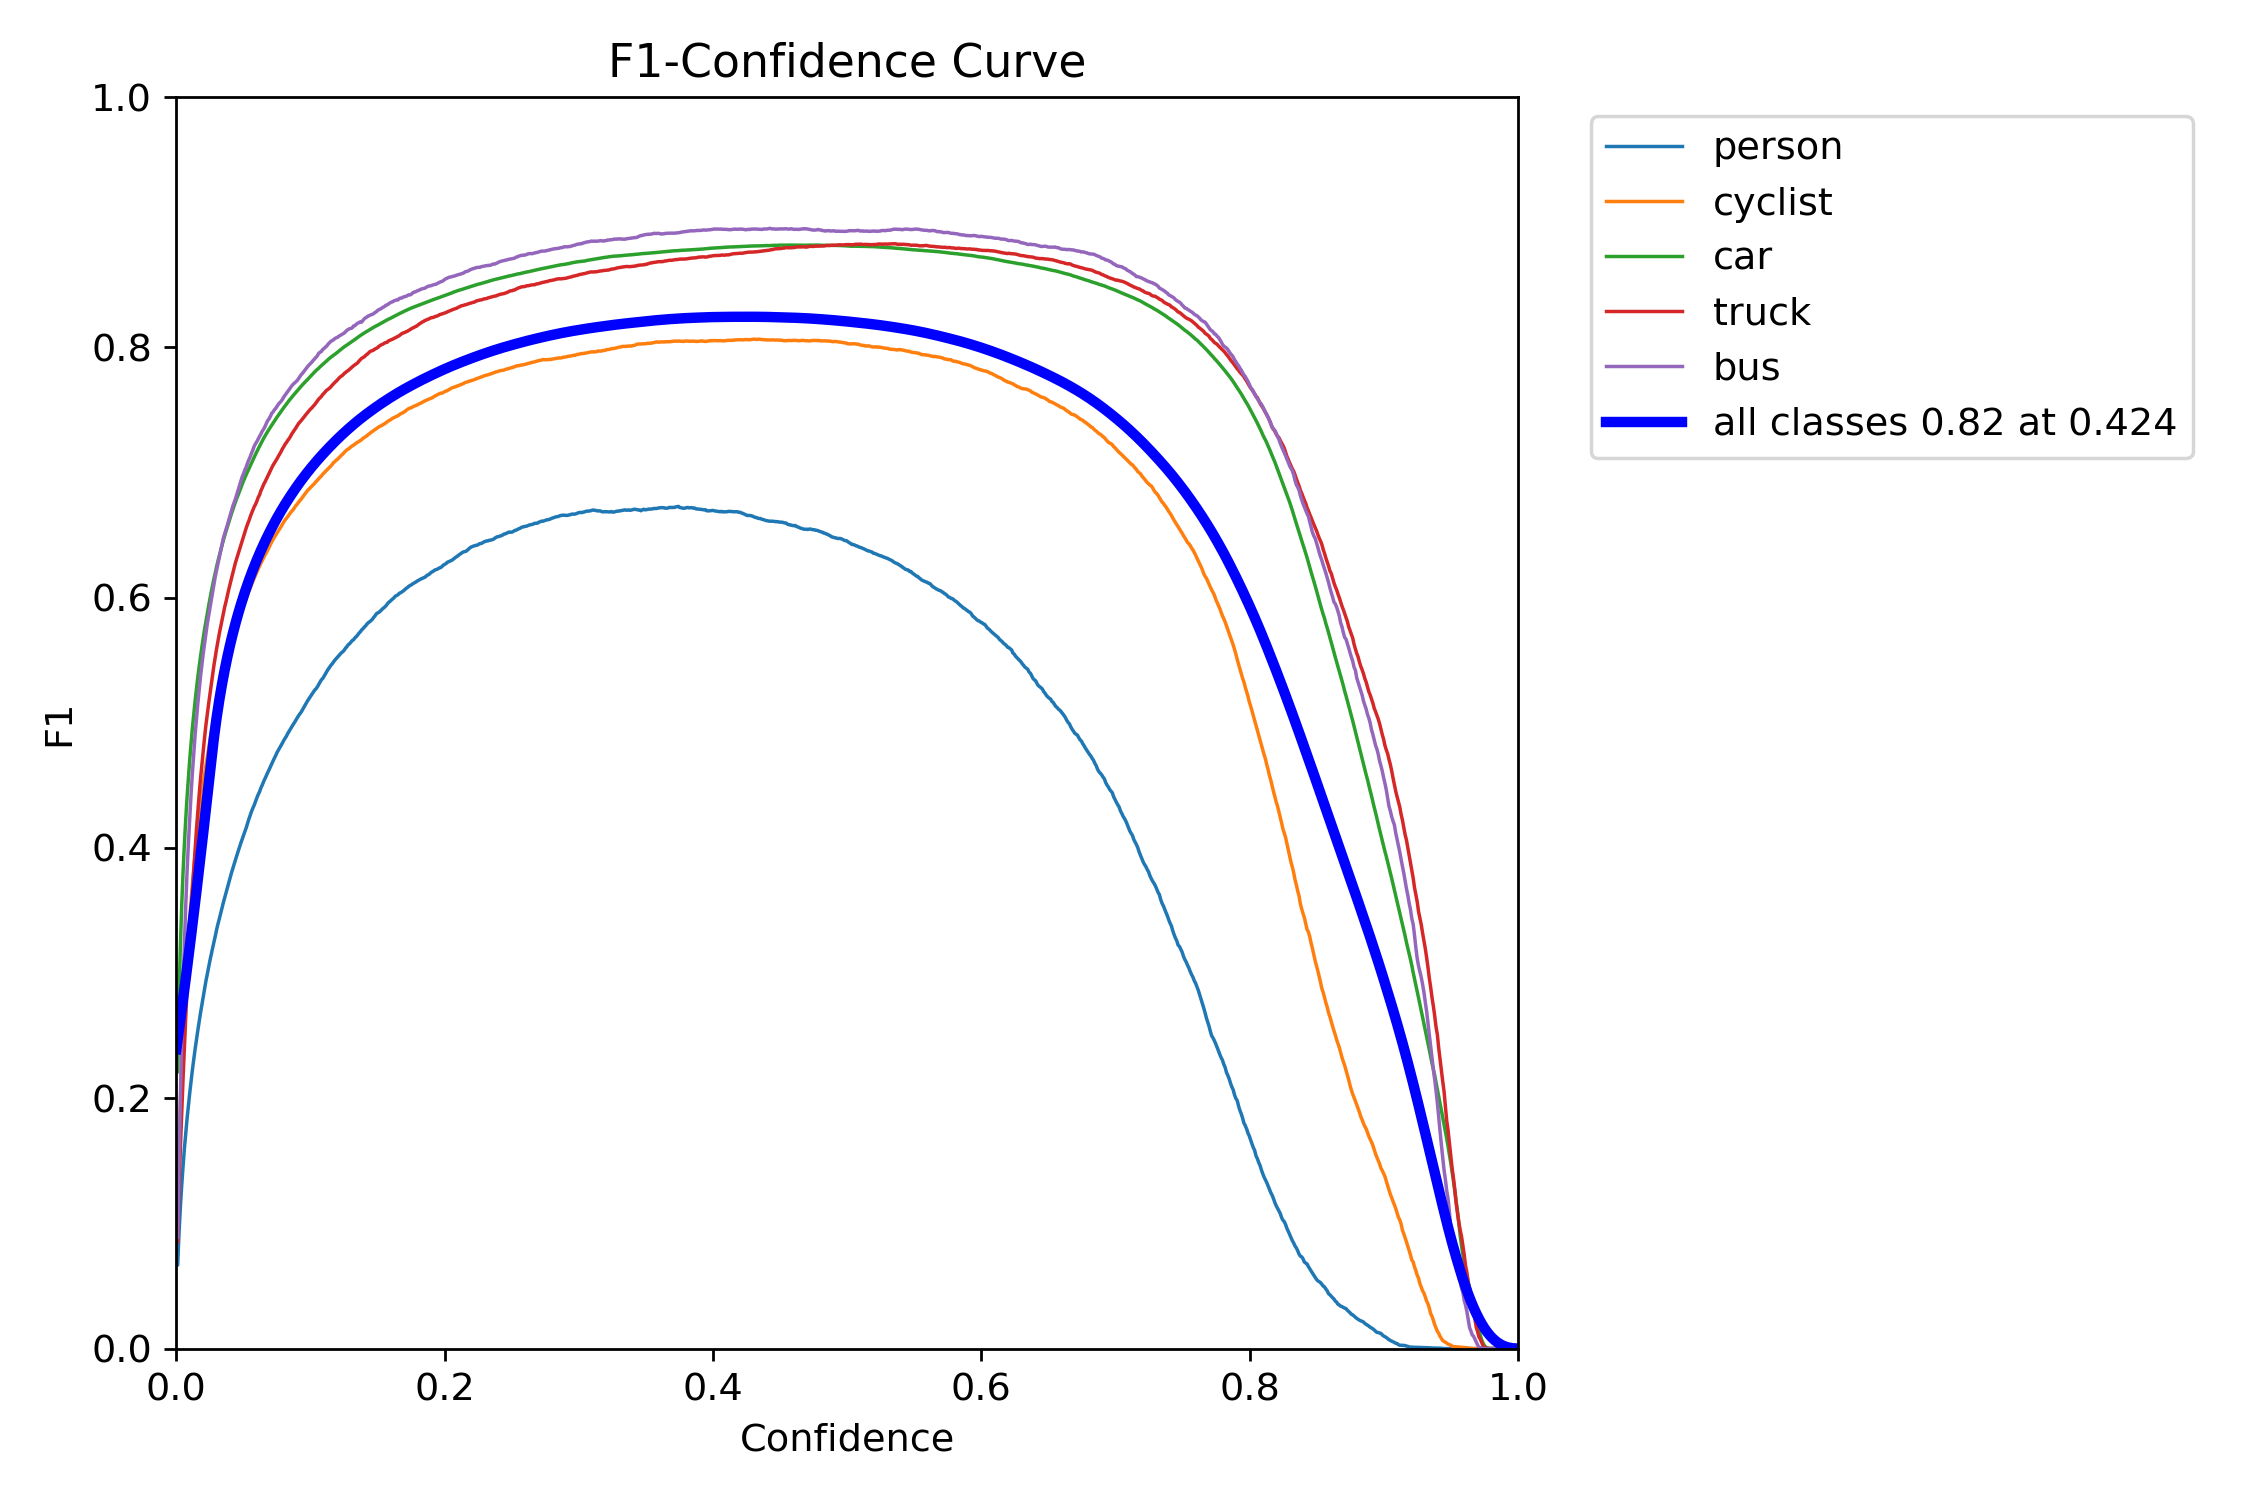 F1-Confidence Curve
1.0
0.8
0.6
0.4
0.2
0.0
F1
0.0 0.2 0.4 0.6 0.8 1.0
Confidence
person
cyclist
car
truck
bus
all classes 0.82 at 0.424